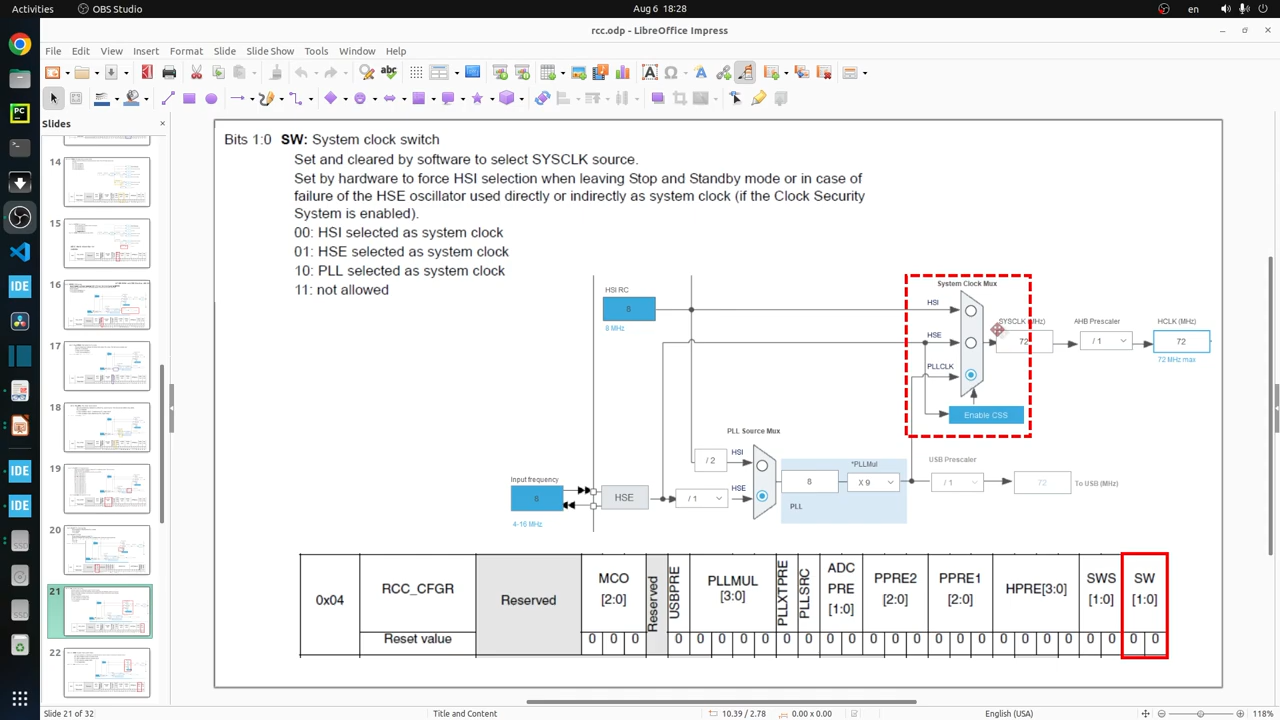 Activities
OBS Studio
Aug 6 18:28
en
rcc.odp - LibreOffice Impress
File Edit View Insert Format Slide Slide Show Tools Window Help
Slides
14
15
16
17
18
19
20
21
22
Bits 1:0 SW: System clock switch
Set and cleared by software to select SYSCLK source.
Set by hardware to force HSI selection when leaving Stop and Standby mode or in case of
failure of the HSE oscillator used directly or indirectly as system clock (if the Clock Security
System is enabled).
00: HSI selected as system clock
01: HSE selected as system clock
10: PLL selected as system clock
11: not allowed
HSI RC
8
8 MHz
System Clock Mux
HSI
HSE
PLLCLK
Enable CSS
SYSCLK (MHz)
72
AHB Prescaler
/ 1
HCLK (MHz)
72
72 MHz max
PLL Source Mux
/ 2
HSI
HSE
Input frequency
8
4-16 MHz
HSE
/ 1
8
*PLLMul
X 9
PLL
USB Prescaler
/ 1
72
To USB (MHz)
0x04
RCC_CFGR
Reserved
MCO
[2:0]
Reserved
USBPRE
PLLMUL
[3:0]
PLLXTPRE
PLLSRC
ADC
PRE
[1:0]
PPRE2
[2:0]
PPRE1
[2:0]
HPRE[3:0]
SWS
[1:0]
SW
[1:0]
Reset value
0 0 0 0 0 0 0 0 0 0 0 0 0 0 0 0 0 0 0 0 0 0 0 0 0 0
Slide 21 of 32
Title and Content
10.39 / 2.78
0.00 x 0.00
English (USA)
118%